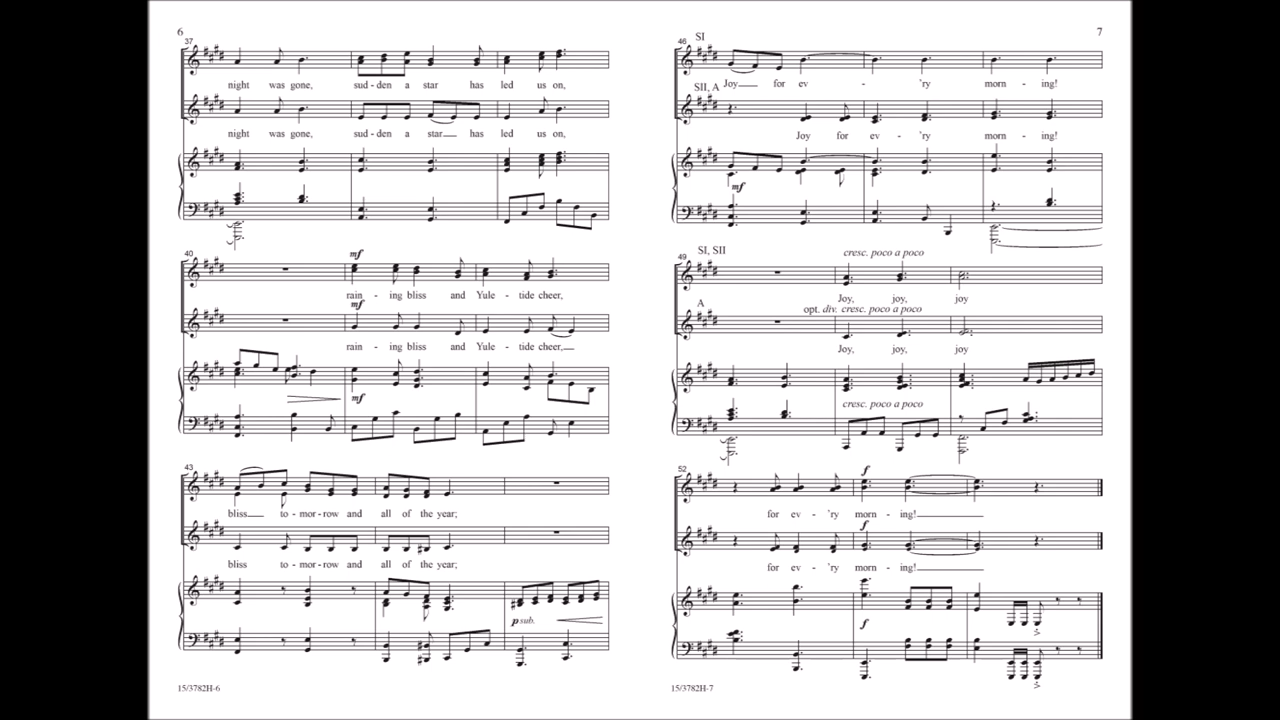 6
37
night was gone, sud - den a star has led us on,
night was gone, sud - den a star has led us on,
40
mf
rain - ing bliss and Yule - tide cheer,
mf
rain - ing bliss and Yule - tide cheer,
mf
43
bliss to - mor - row and all of the year;
bliss to - mor - row and all of the year;
p sub.
15/3782H-6
7
46
SI
Joy for ev - 'ry morn - ing!
SII, A
Joy for ev - 'ry morn - ing!
mf
49
SI, SII
cresc. poco a poco
Joy, joy, joy
A
opt. div. cresc. poco a poco
Joy, joy, joy
cresc. poco a poco
52
f
for ev - 'ry morn - ing!
f
for ev - 'ry morn - ing!
f
15/3782H-7